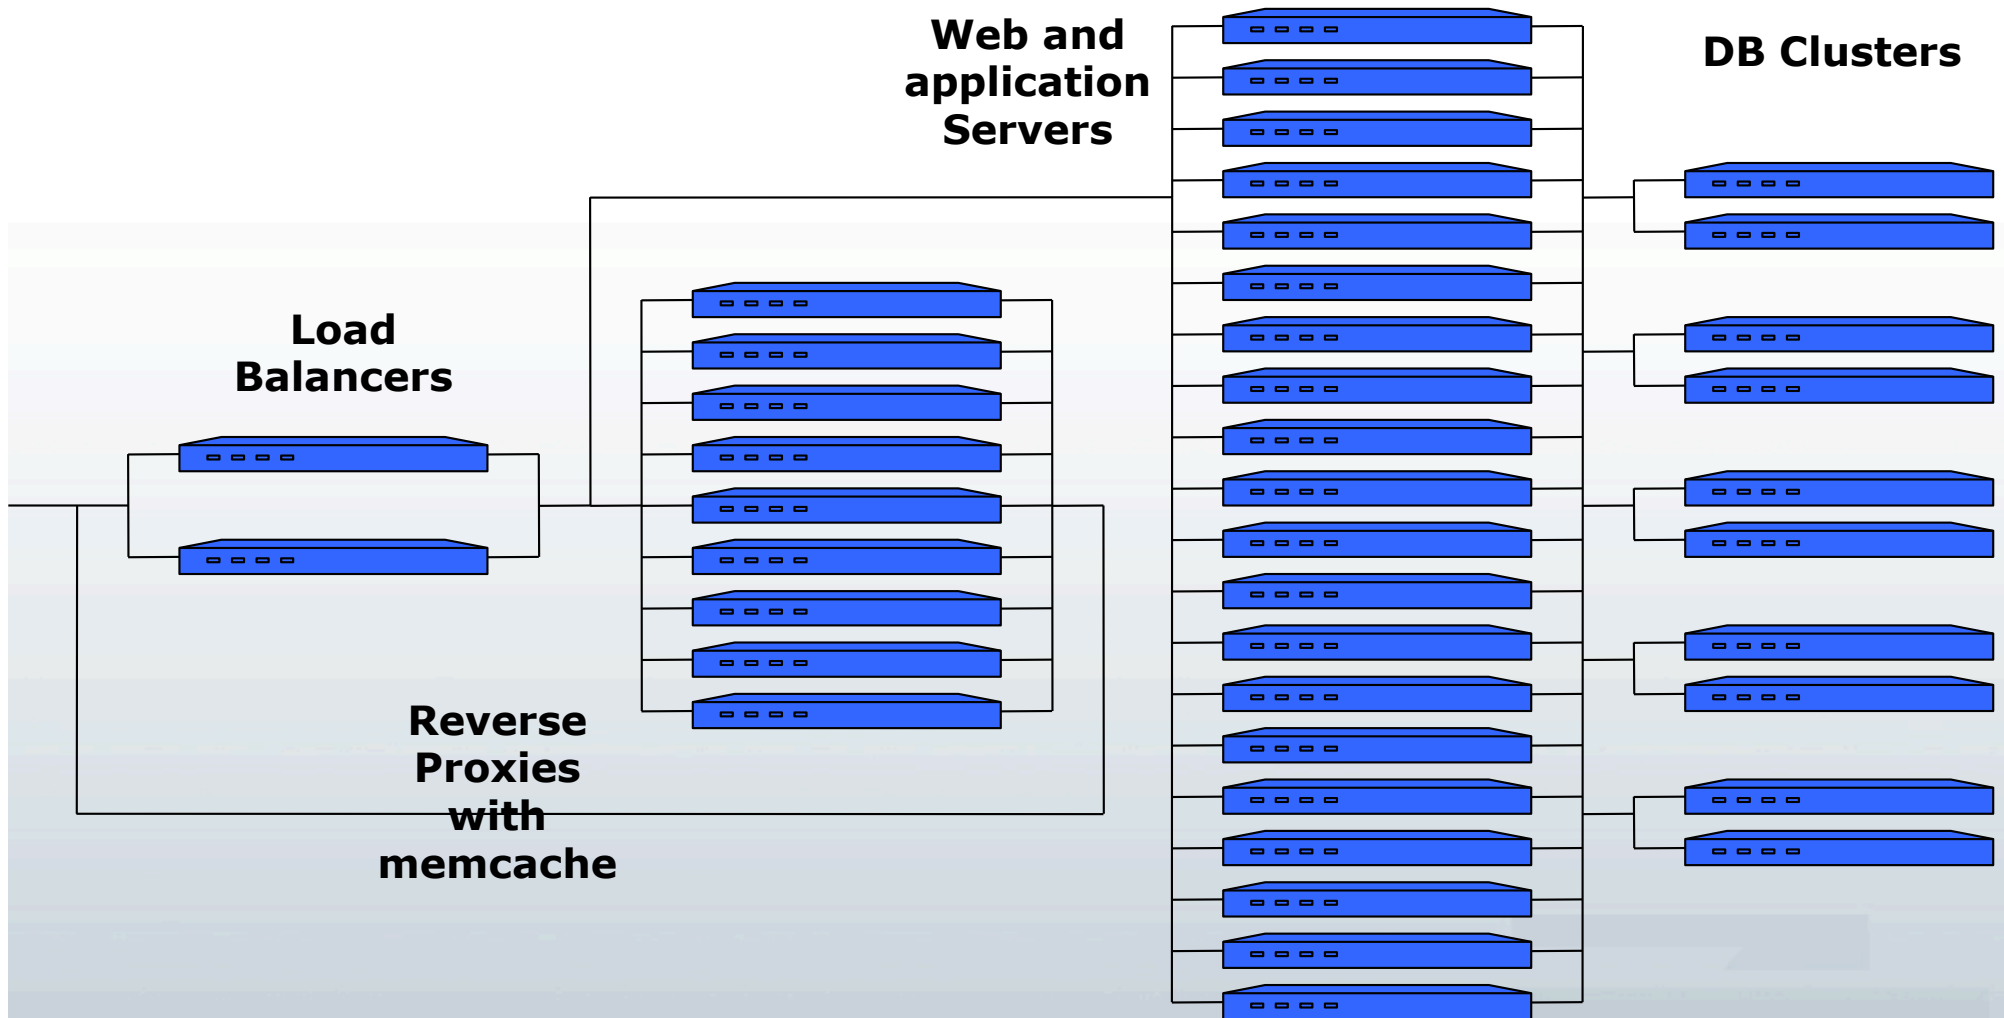 Web and
application
Servers
DB Clusters
Load
Balancers
Reverse
Proxies
with
memcache